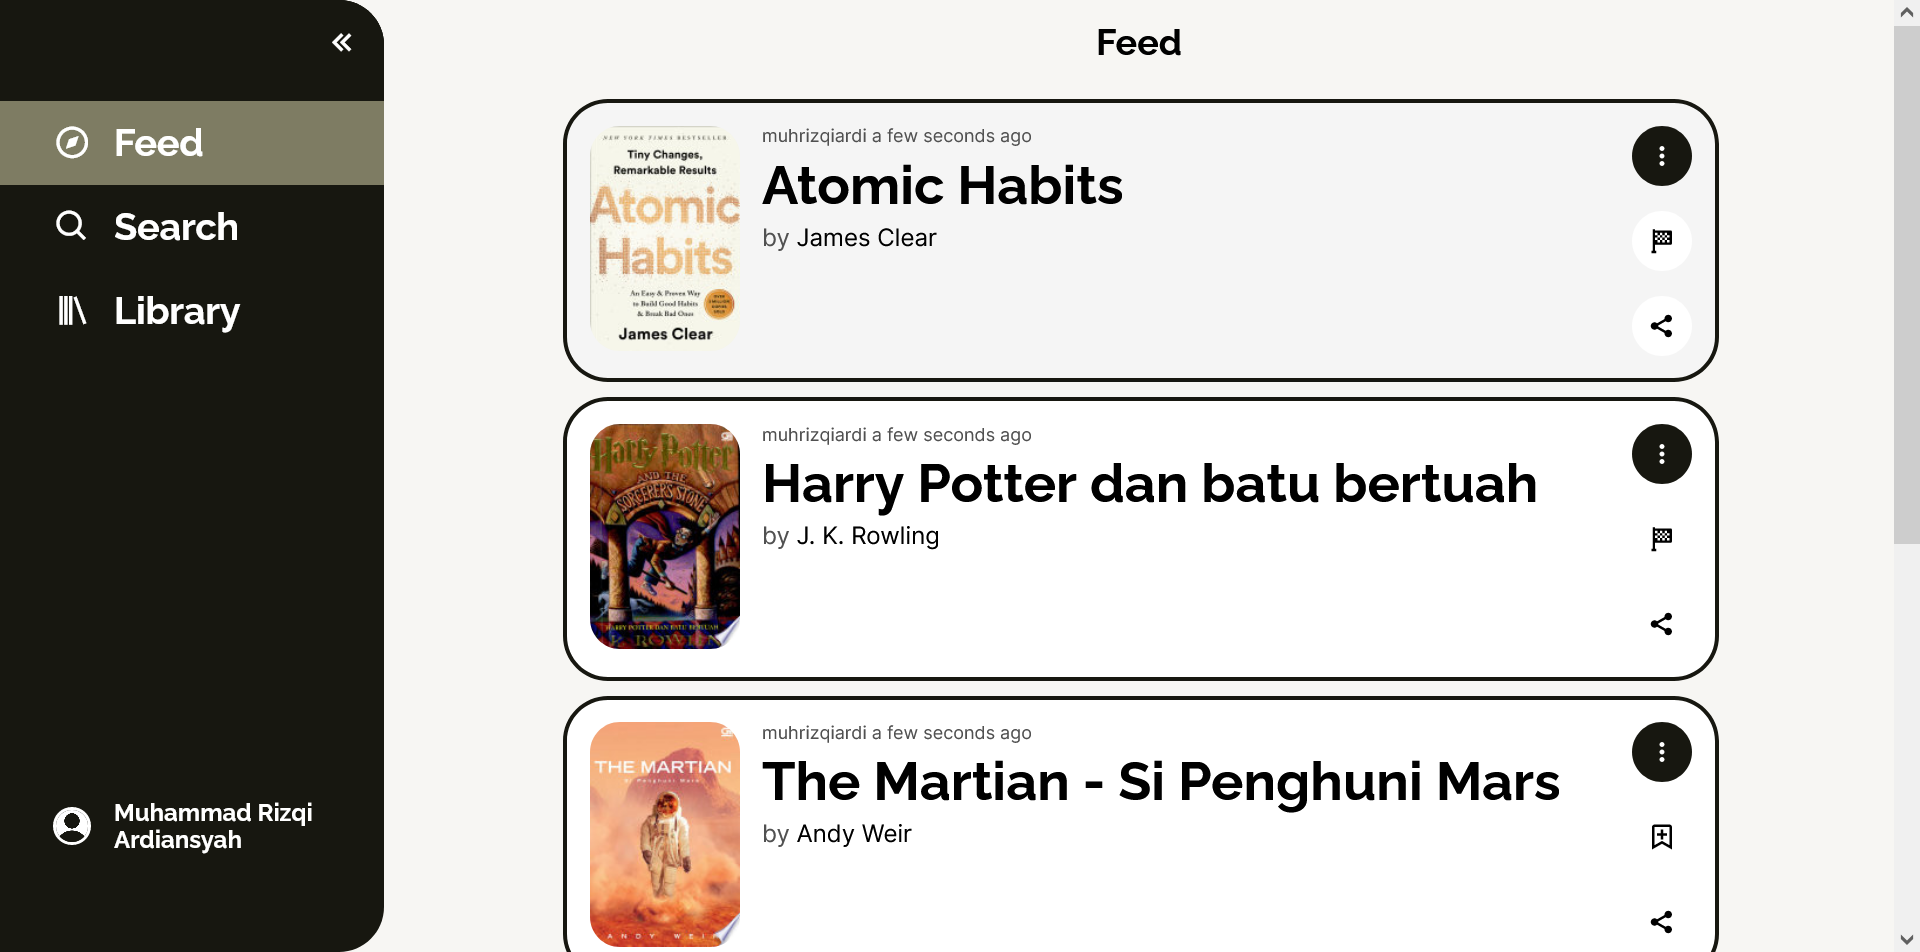 Feed
Search
Library
Muhammad Rizqi
Ardiansyah
Feed
NEW YORK TIMES BESTSELLER
Tiny Changes,
Remarkable Results
Atomic
Habits
An Easy & Proven Way
to Build Good Habits
& Break Bad Ones
James Clear
muhrizqiardi a few seconds ago
Atomic Habits
by James Clear
Harry Potter
AND THE
SORCERER'S STONE
HARRY POTTER DAN BATU BERTUAH
muhrizqiardi a few seconds ago
Harry Potter dan batu bertuah
by J. K. Rowling
THE MARTIAN
Si Penghuni Mars
ANDY WEIR
muhrizqiardi a few seconds ago
The Martian - Si Penghuni Mars
by Andy Weir